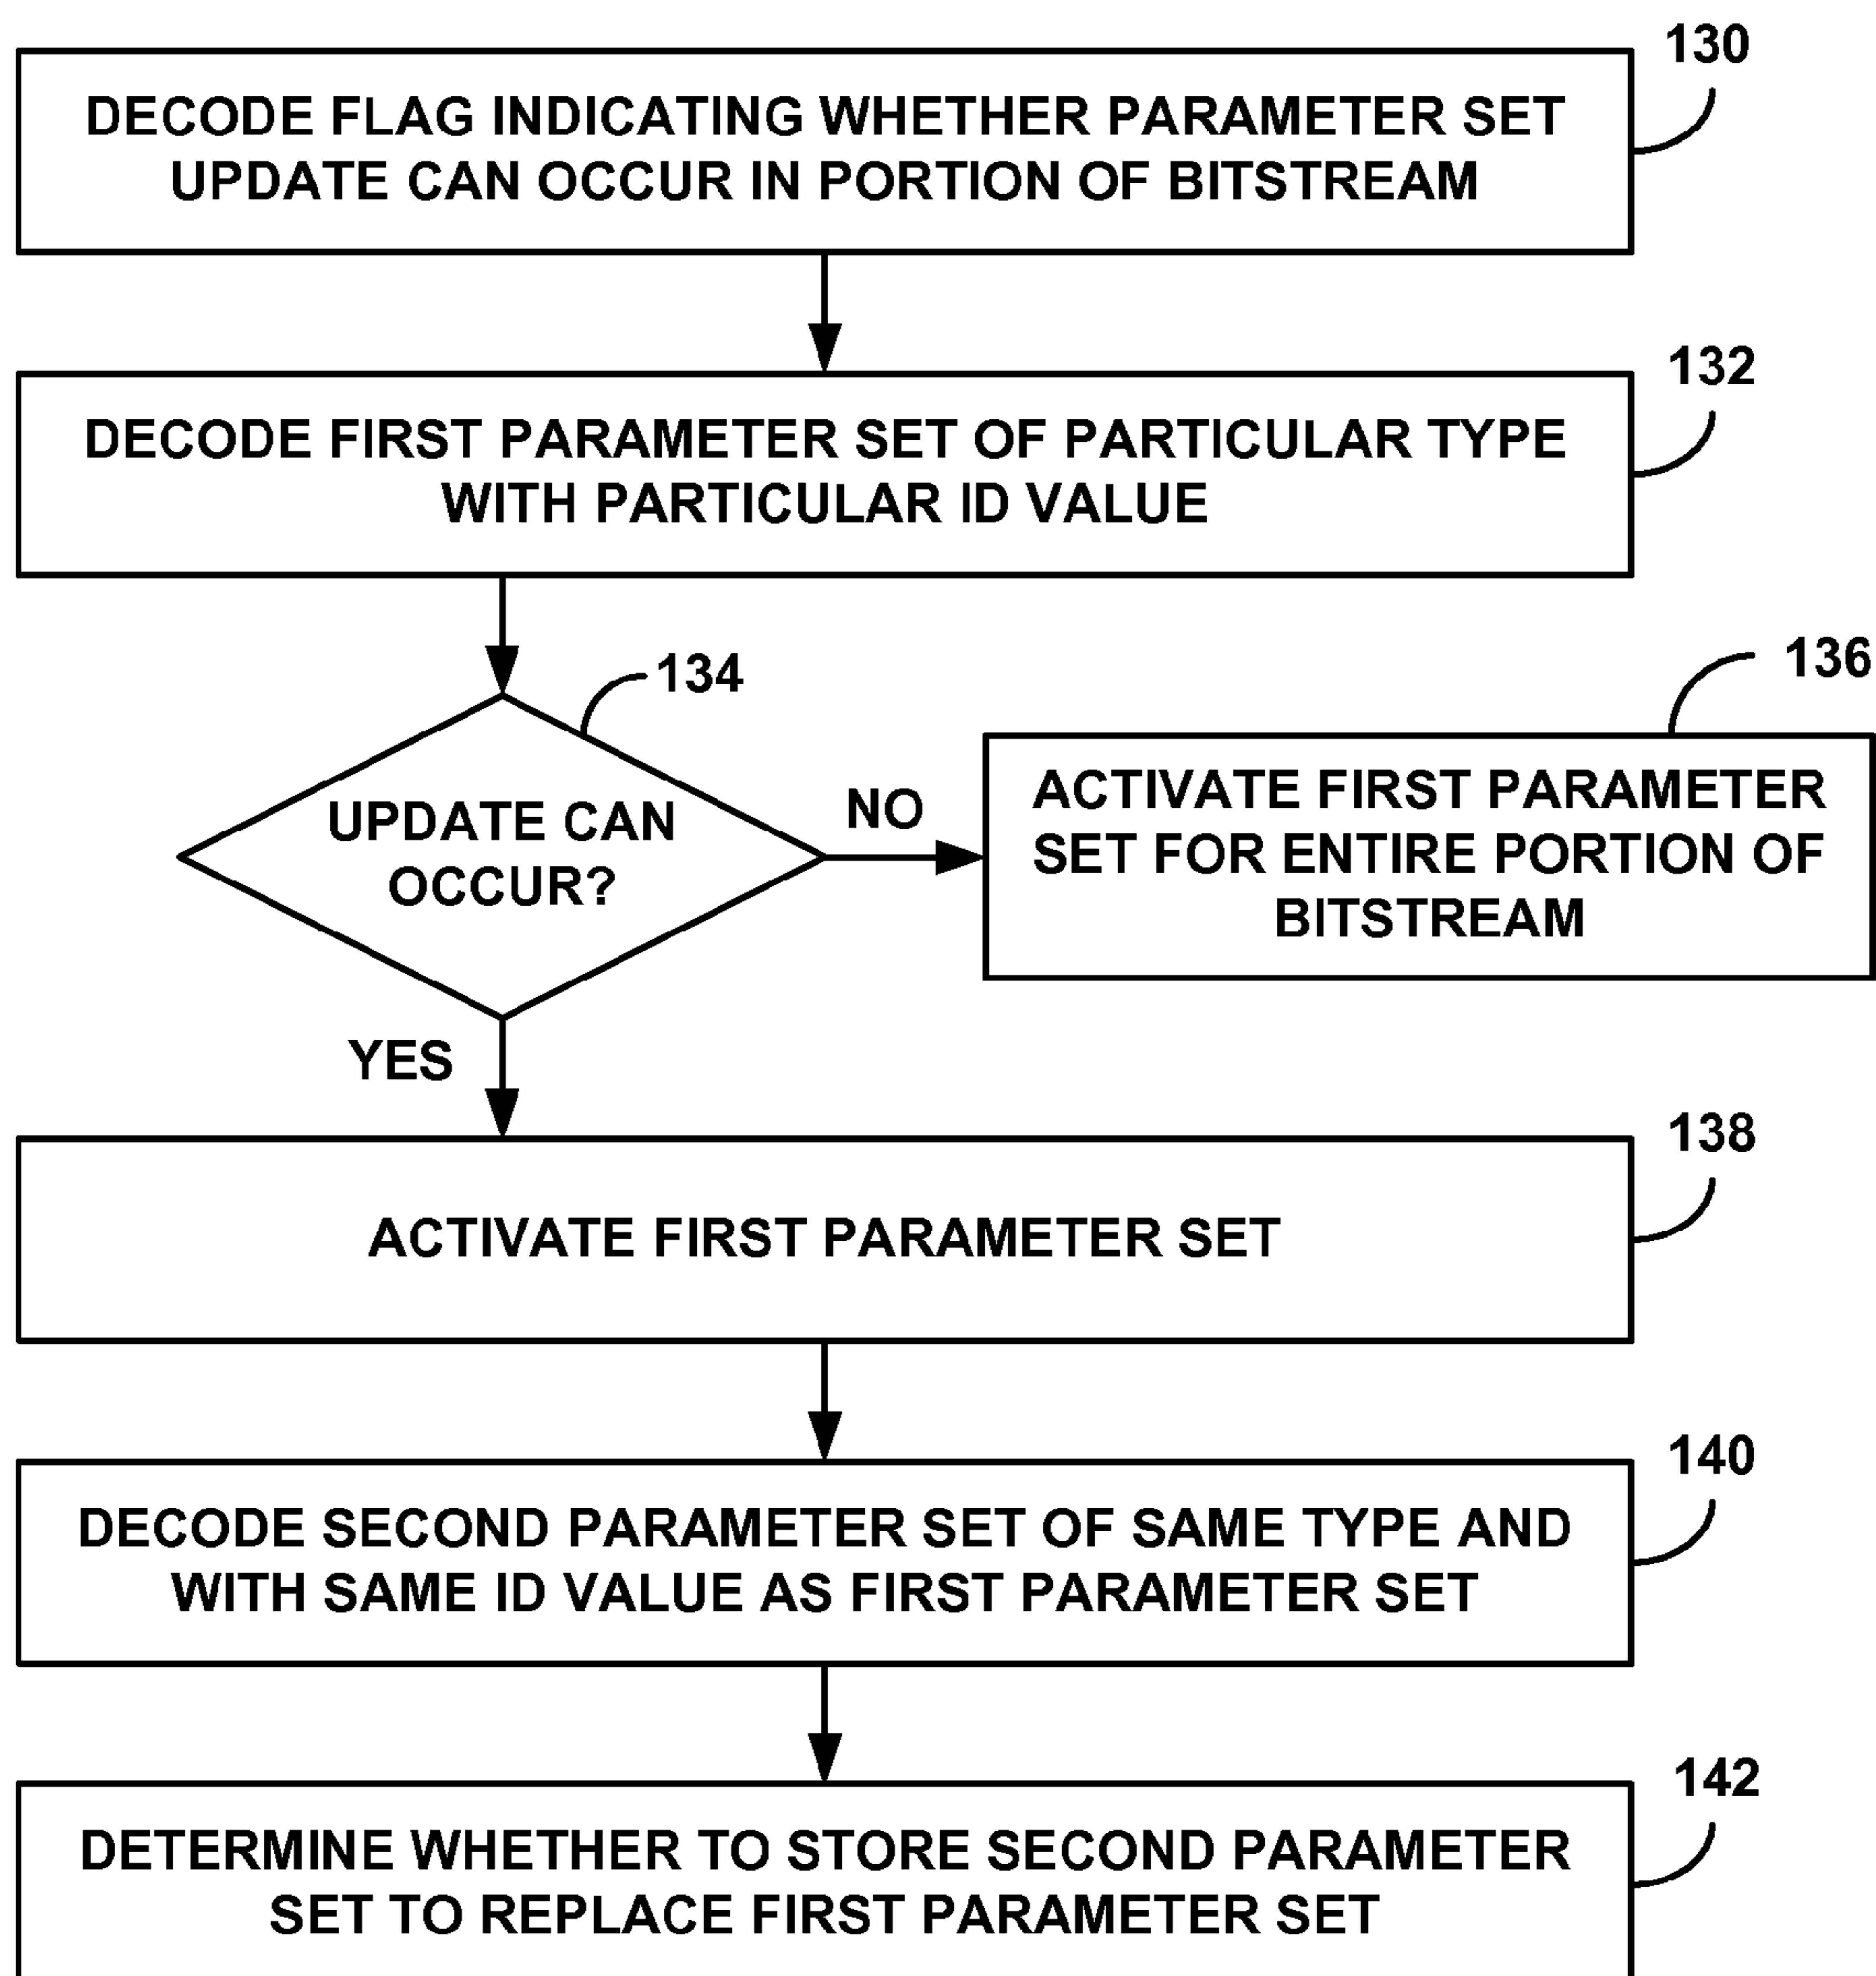 130
DECODE FLAG INDICATING WHETHER PARAMETER SET
UPDATE CAN OCCUR IN PORTION OF BITSTREAM
132
DECODE FIRST PARAMETER SET OF PARTICULAR TYPE
WITH PARTICULAR ID VALUE
134
UPDATE CAN
OCCUR?
NO
136
ACTIVATE FIRST PARAMETER
SET FOR ENTIRE PORTION OF
BITSTREAM
YES
138
ACTIVATE FIRST PARAMETER SET
140
DECODE SECOND PARAMETER SET OF SAME TYPE AND
WITH SAME ID VALUE AS FIRST PARAMETER SET
142
DETERMINE WHETHER TO STORE SECOND PARAMETER
SET TO REPLACE FIRST PARAMETER SET